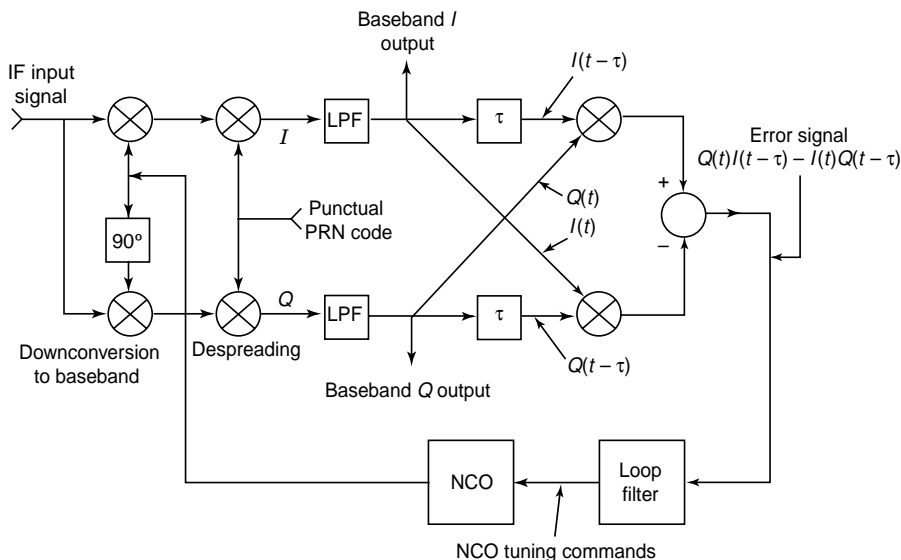 Baseband I
output
IF input
signal
I(t − τ)
LPF
τ
I
Error signal
Q(t)I(t − τ) − I(t)Q(t − τ)
+
Q(t)
Punctual
PRN code
I(t)
90º
−
Q
LPF
τ
Downconversion
to baseband
Despreading
Q(t − τ)
Baseband Q output
NCO
Loop
filter
NCO tuning commands